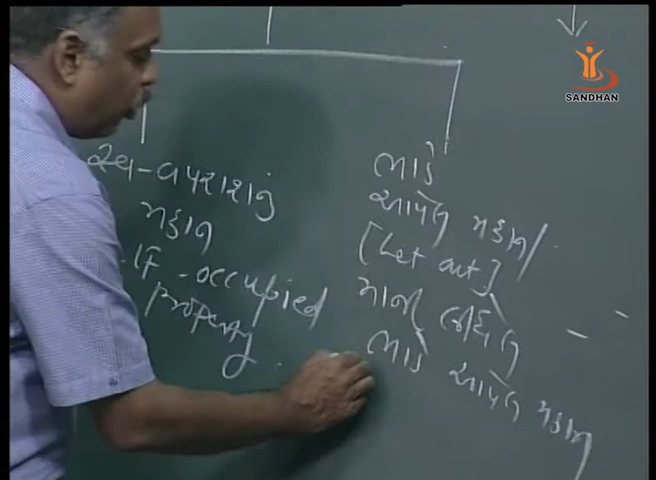 SANDHAN
સ્વ-વપરાશનું
મકાન
lf - occupied
property.
ભાડે
આપેલ મકાન/
[Let out]
માની લીધેલ
ભાડે આપેલ મકાન